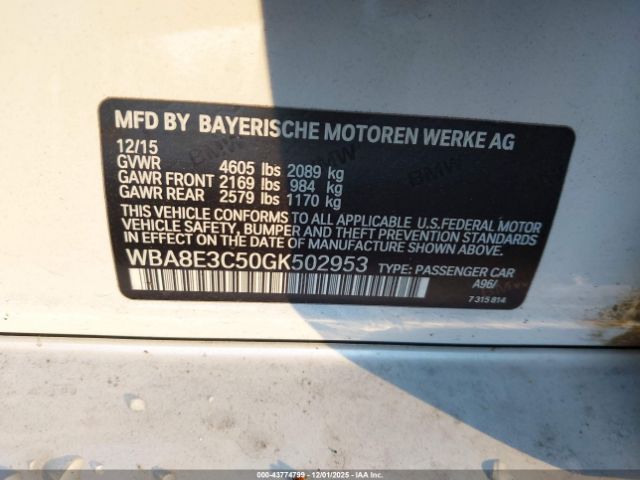 MFD BY BAYERISCHE MOTOREN WERKE AG
12/15
GVWR 4605 lbs 2089 kg
GAWR FRONT 2169 lbs 984 kg
GAWR REAR 2579 lbs 1170 kg
THIS VEHICLE CONFORMS TO ALL APPLICABLE U.S.FEDERAL MOTOR
VEHICLE SAFETY, BUMPER AND THEFT PREVENTION STANDARDS
IN EFFECT ON THE DATE OF MANUFACTURE SHOWN ABOVE.
WBA8E3C50GK502953 TYPE: PASSENGER CAR
A96/
7 315 814
00-43774799 - 12/01/2025 - IAA Inc.